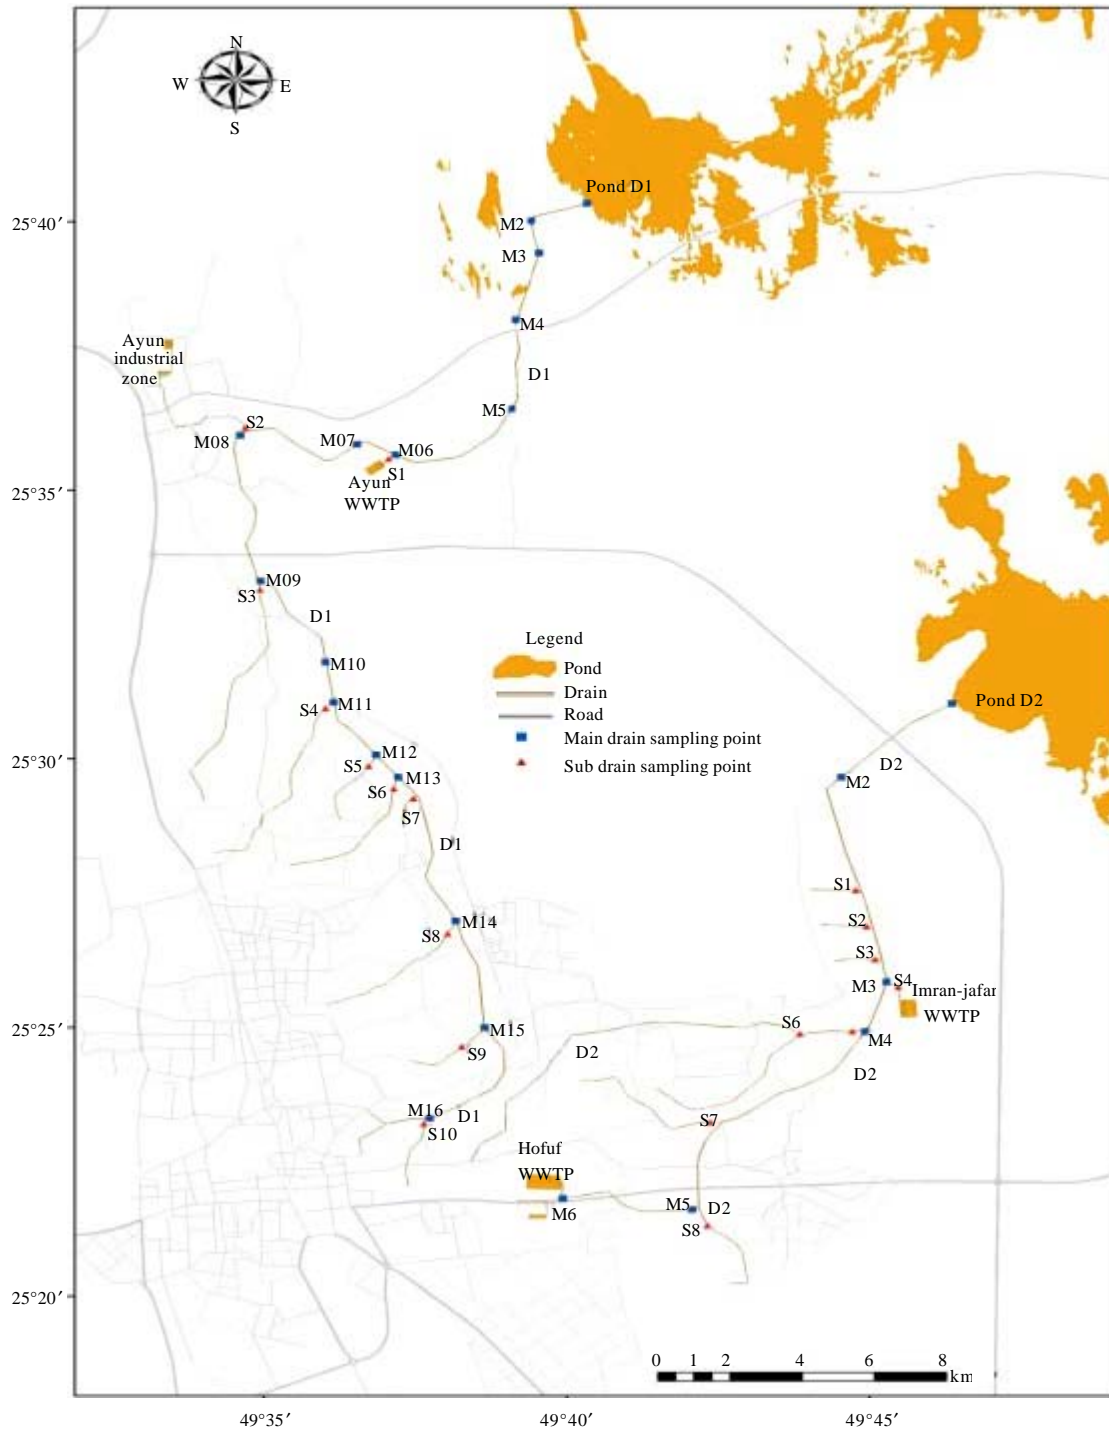 N
W
E
S
Pond D1
25°40′
M2
M3
M4
Ayun
industrial
zone
D1
M5
S2
M08
M07
M06
S1
Ayun
WWTP
25°35′
M09
S3
D1
Legend
Pond
Drain
Road
Main drain sampling point
Sub drain sampling point
M10
M11
S4
Pond D2
25°30′
M12
S5
M13
S6
S7
D2
M2
D1
S1
M14
S8
S2
S3
M3
S4
Imran-jafar
WWTP
25°25′
M15
S9
S6
M4
D2
D2
M16
D1
S10
S7
Hofuf
WWTP
M6
M5
D2
S8
25°20′
0 1 2 4 6 8
km
49°35′ 49°40′ 49°45′